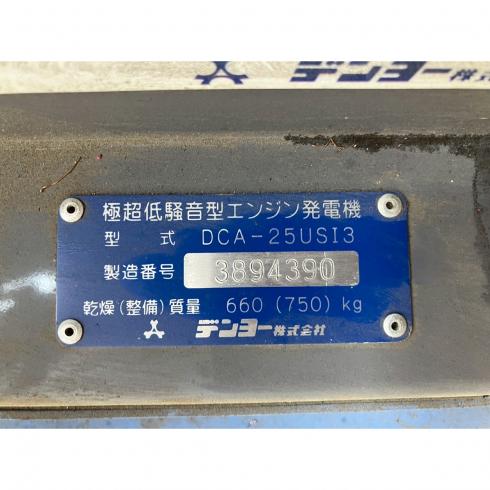 デンヨー株
極超低騒音型エンジン発電機
型 式 DCA-25USI3
製造番号 3894390
乾燥(整備)質量 660 (750) kg
デンヨー株式会社